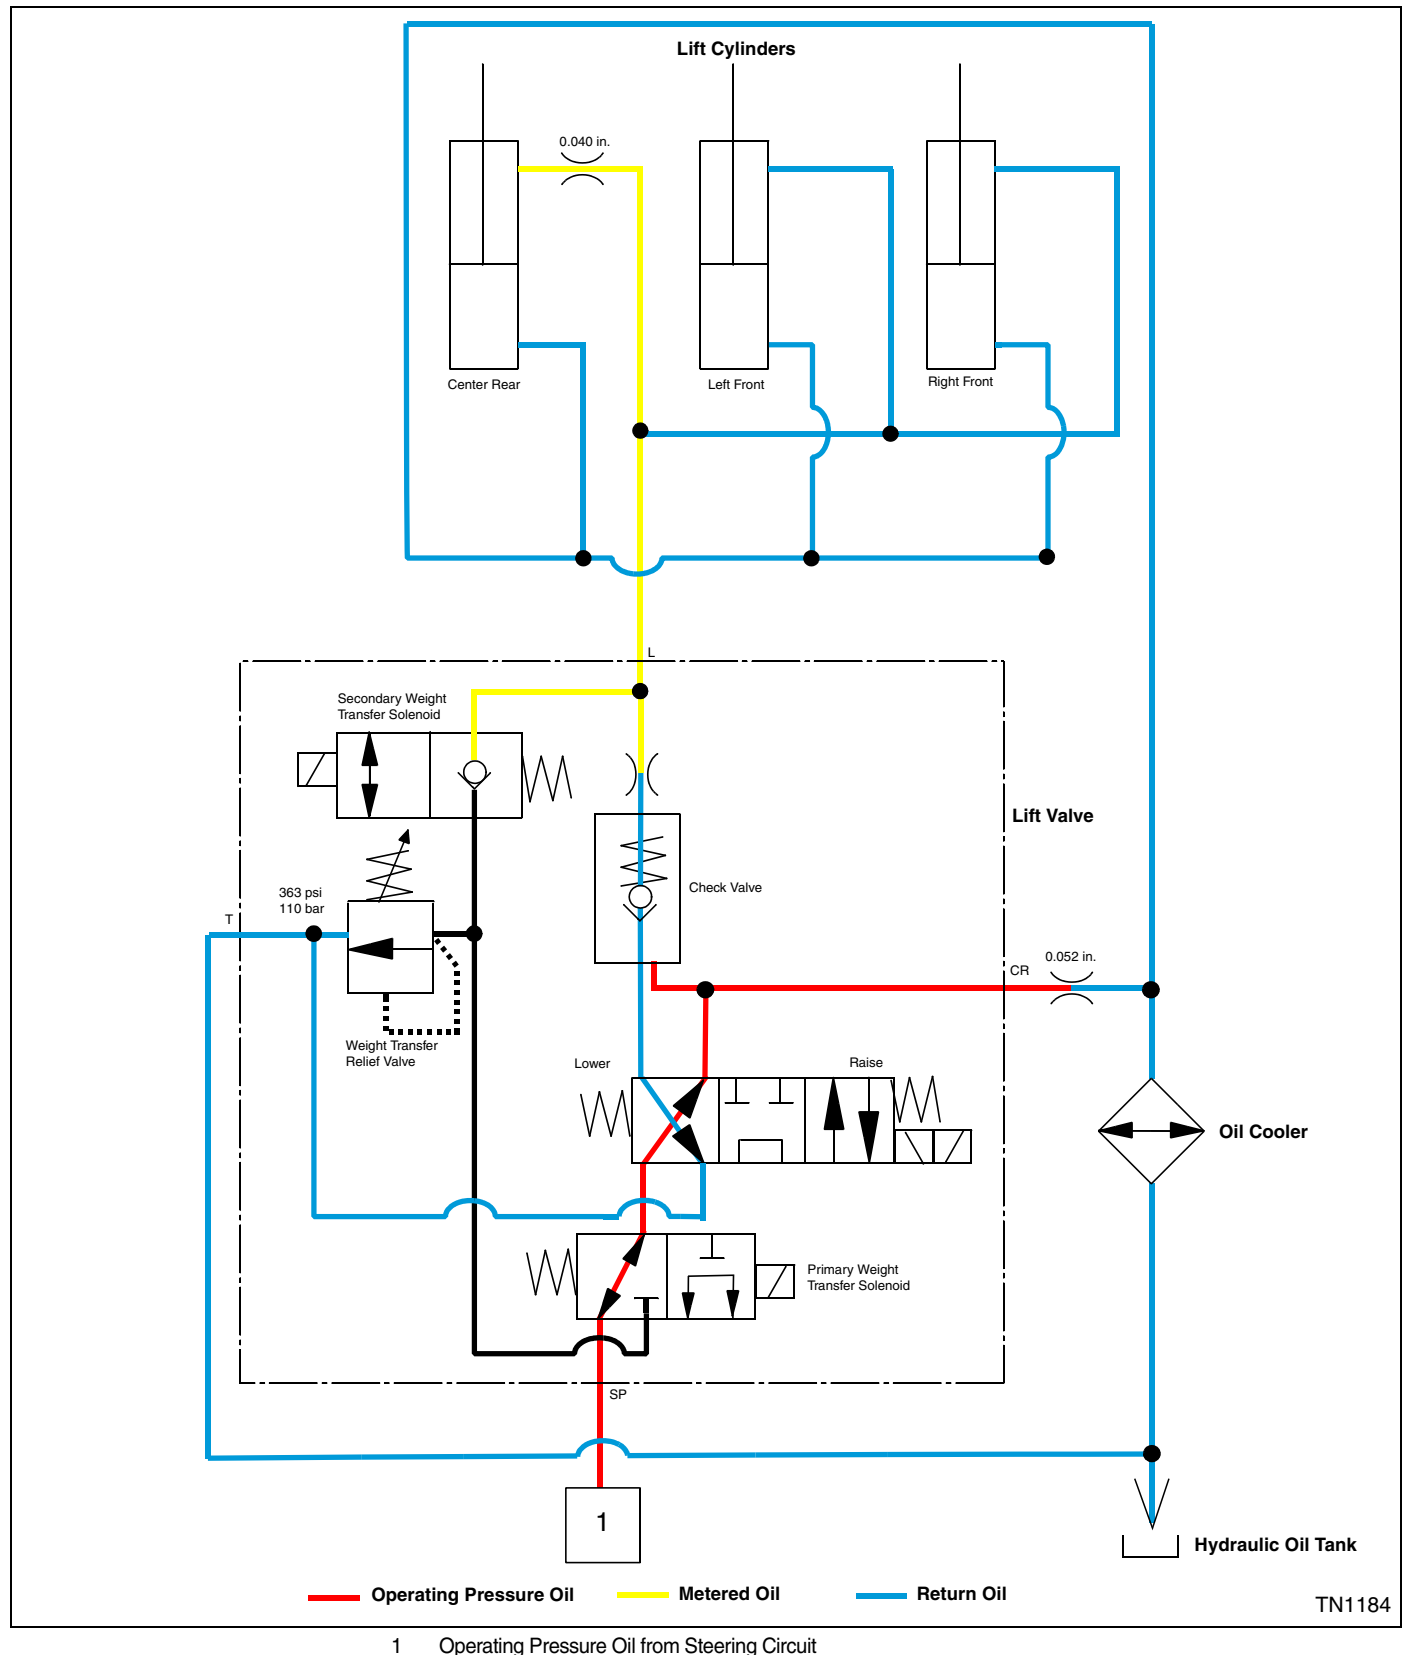 Lift Cylinders
0.040 in.
Center Rear
Left Front
Right Front
L
Secondary Weight
Transfer Solenoid
Lift Valve
363 psi
110 bar
T
Check Valve
CR
0.052 in.
Weight Transfer
Relief Valve
Lower
Raise
Oil Cooler
Primary Weight
Transfer Solenoid
SP
1
Hydraulic Oil Tank
Operating Pressure Oil
Metered Oil
Return Oil
TN1184
1 Operating Pressure Oil from Steering Circuit